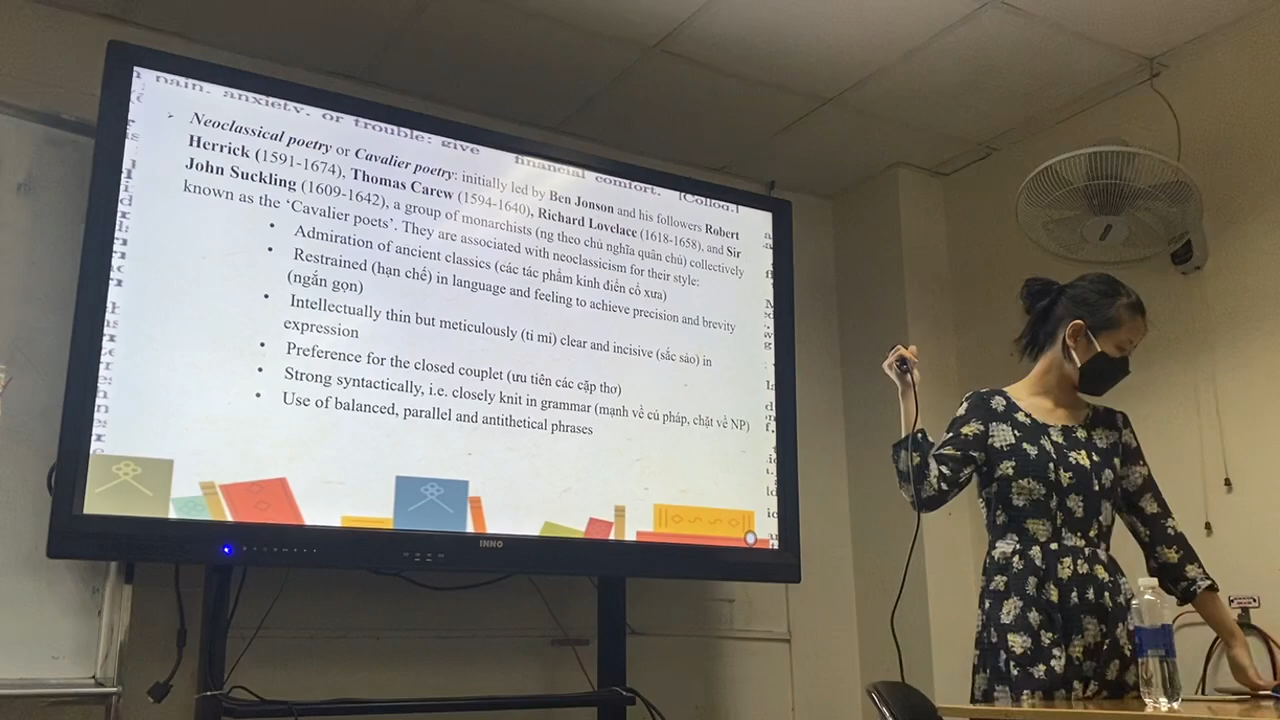 pain. anxiety. or trouble: give financial comfort. [Colloq.]
Neoclassical poetry or Cavalier poetry: initially led by Ben Jonson and his followers Robert
Herrick (1591-1674), Thomas Carew (1594-1640), Richard Lovelace (1618-1658), and Sir
John Suckling (1609-1642), a group of monarchists (ng theo chủ nghĩa quân chủ) collectively
known as the ‘Cavalier poets’. They are associated with neoclassicism for their style:
• Admiration of ancient classics (các tác phẩm kinh điển cổ xưa)
• Restrained (hạn chế) in language and feeling to achieve precision and brevity
(ngắn gọn)
• Intellectually thin but meticulously (tỉ mỉ) clear and incisive (sắc sảo) in
expression
• Preference for the closed couplet (ưu tiên các cặp thơ)
• Strong syntactically, i.e. closely knit in grammar (mạnh về cú pháp, chặt về NP)
• Use of balanced, parallel and antithetical phrases
INNO